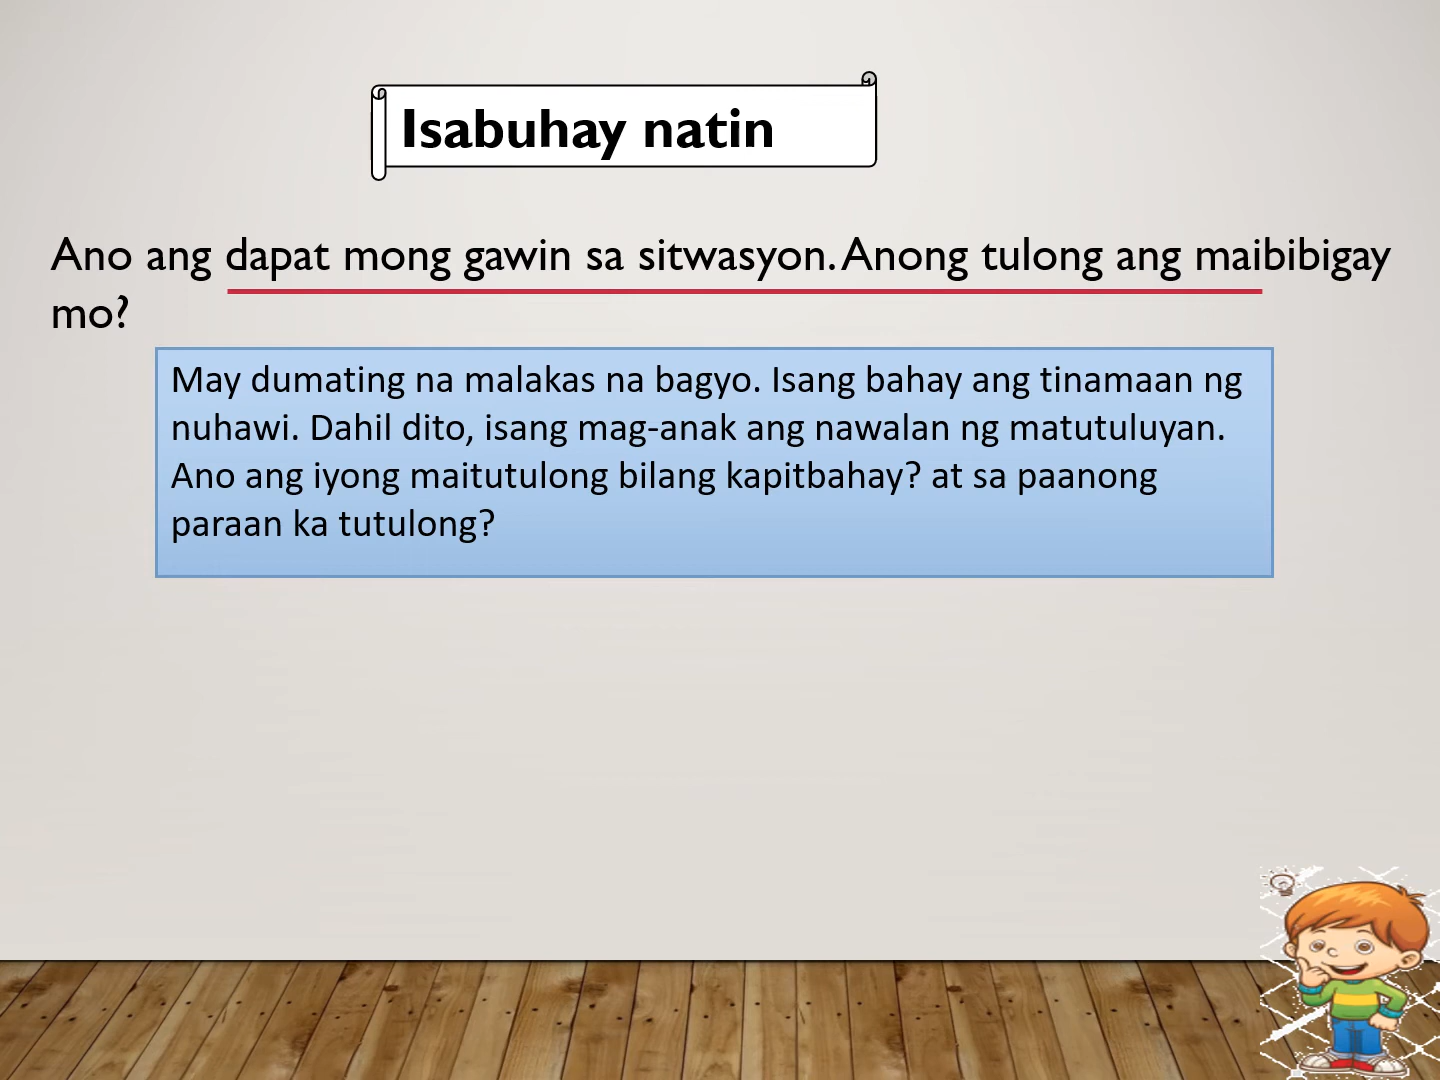 Isabuhay natin
Ano ang dapat mong gawin sa sitwasyon. Anong tulong ang maibibigay
mo?
May dumating na malakas na bagyo. Isang bahay ang tinamaan ng
nuhawi. Dahil dito, isang mag-anak ang nawalan ng matutuluyan.
Ano ang iyong maitutulong bilang kapitbahay? at sa paanong
paraan ka tutulong?